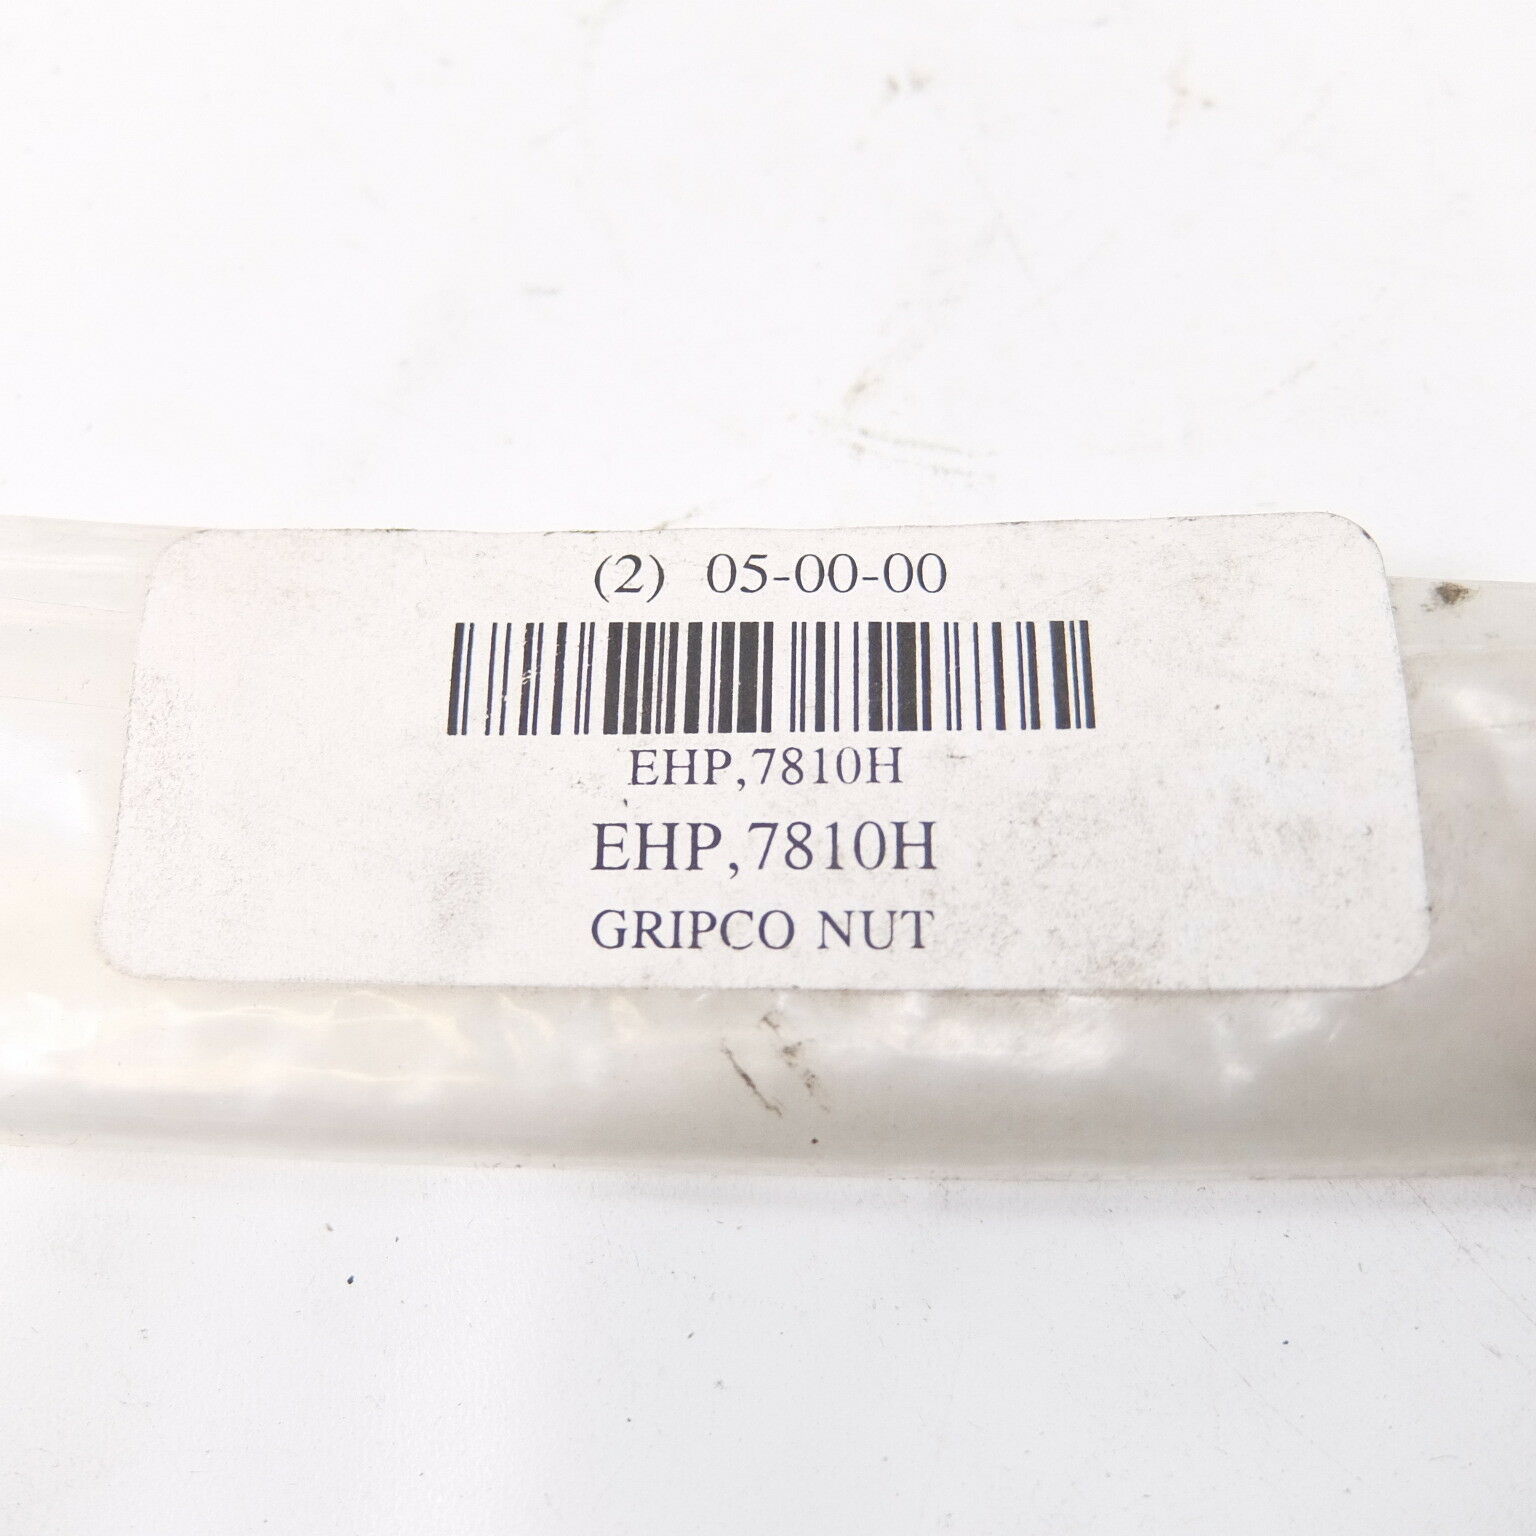 (2) 05-00-00
EHP,7810H
EHP,7810H
GRIPCO NUT